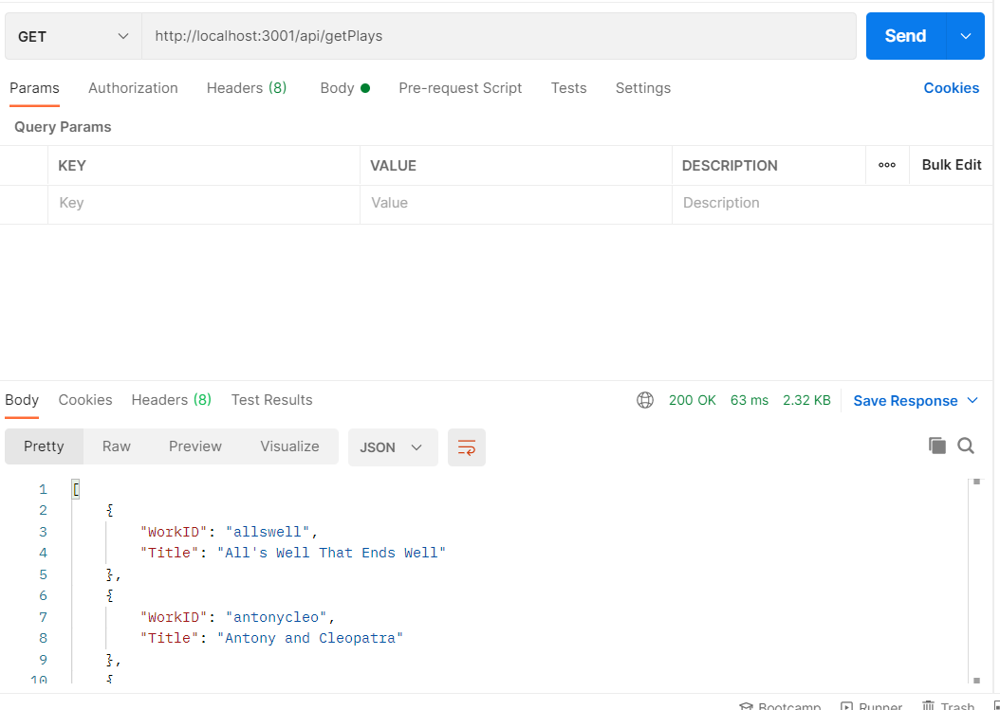 GET http://localhost:3001/api/getPlays Send
Params Authorization Headers (8) Body Pre-request Script Tests Settings Cookies
Query Params
KEY VALUE DESCRIPTION ••• Bulk Edit
Key Value Description
Body Cookies Headers (8) Test Results 200 OK 63 ms 2.32 KB Save Response
Pretty Raw Preview Visualize JSON
1 [
2 {
3 "WorkID": "allswell",
4 "Title": "All's Well That Ends Well"
5 },
6 {
7 "WorkID": "antonycleo",
8 "Title": "Antony and Cleopatra"
9 },
10 {
Bootcamp Runner Trash